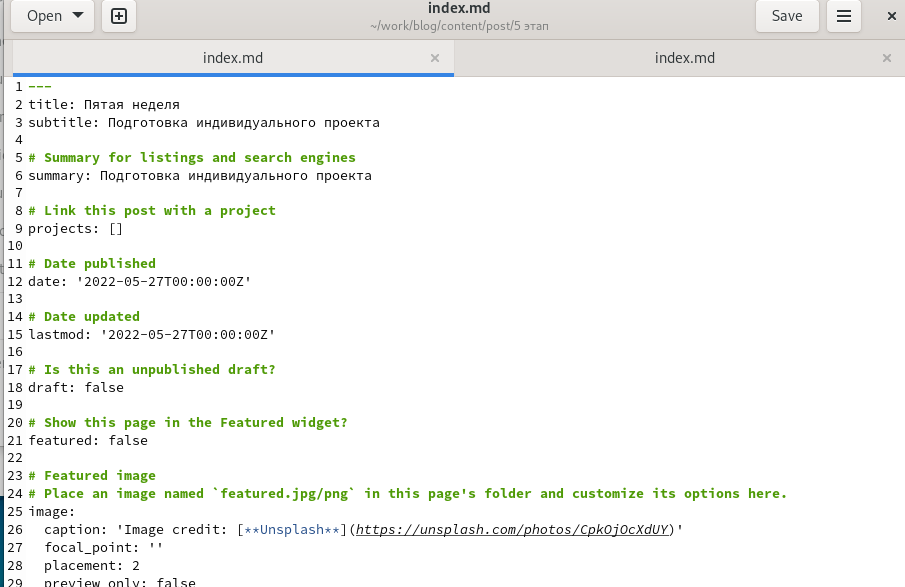 Open
index.md
~/work/blog/content/post/5 этап
Save
index.md
index.md
1 ---
2 title: Пятая неделя
3 subtitle: Подготовка индивидуального проекта
4
5 # Summary for listings and search engines
6 summary: Подготовка индивидуального проекта
7
8 # Link this post with a project
9 projects: []
10
11 # Date published
12 date: '2022-05-27T00:00:00Z'
13
14 # Date updated
15 lastmod: '2022-05-27T00:00:00Z'
16
17 # Is this an unpublished draft?
18 draft: false
19
20 # Show this page in the Featured widget?
21 featured: false
22
23 # Featured image
24 # Place an image named `featured.jpg/png` in this page's folder and customize its options here.
25 image:
26   caption: 'Image credit: [**Unsplash**](https://unsplash.com/photos/CpkOjOcXdUY)'
27   focal_point: ''
28   placement: 2
29   preview_only: false